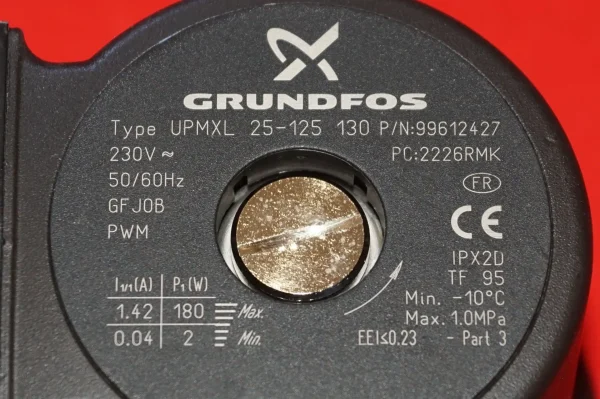 GRUNDFOS
Type UPMXL 25-125 130 P/N:99612427
230V ~ PC:2226RMK
50/60Hz FR
GFJOB CE
PWM IPX2D
TF 95
I1/1(A) P1(W) Min. -10°C
1.42 180 Max. Max. 1.0MPa
0.04 2 Min. EEI≤0.23 - Part 3